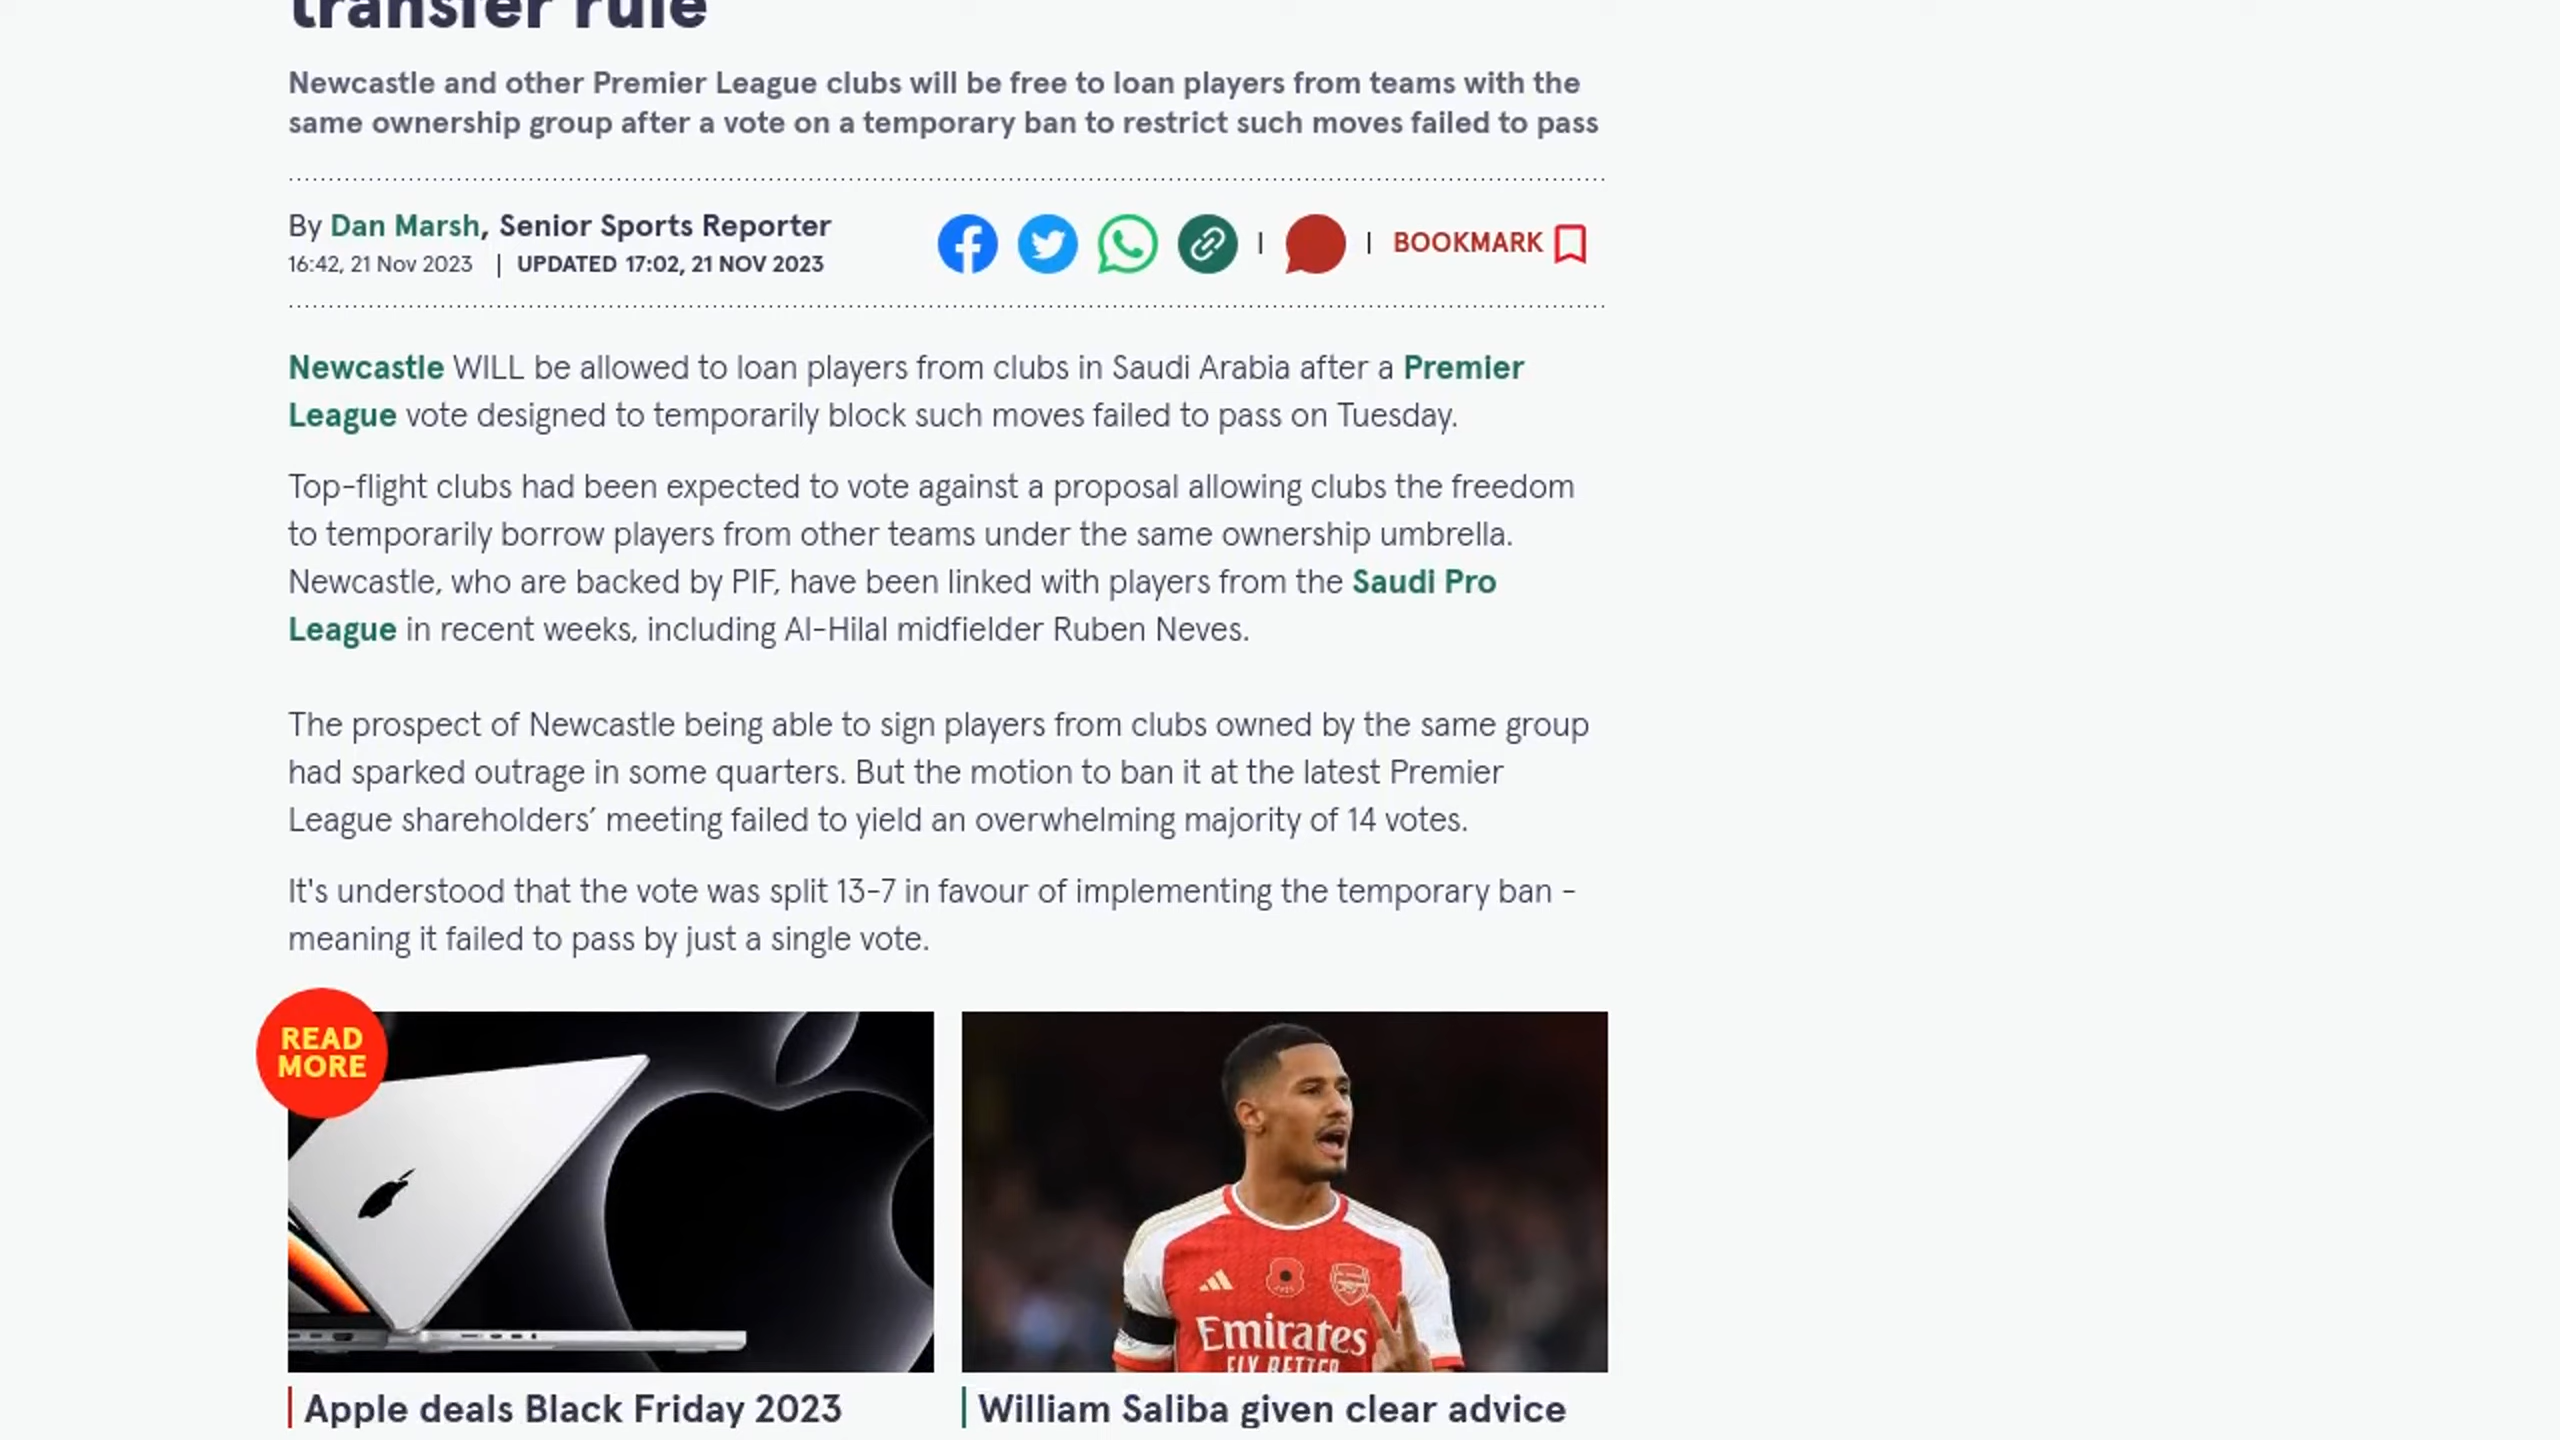 transfer rule
Newcastle and other Premier League clubs will be free to loan players from teams with the
same ownership group after a vote on a temporary ban to restrict such moves failed to pass
By Dan Marsh, Senior Sports Reporter
16:42, 21 Nov 2023 | UPDATED 17:02, 21 NOV 2023
BOOKMARK
Newcastle WILL be allowed to loan players from clubs in Saudi Arabia after a Premier
League vote designed to temporarily block such moves failed to pass on Tuesday.
Top-flight clubs had been expected to vote against a proposal allowing clubs the freedom
to temporarily borrow players from other teams under the same ownership umbrella.
Newcastle, who are backed by PIF, have been linked with players from the Saudi Pro
League in recent weeks, including Al-Hilal midfielder Ruben Neves.
The prospect of Newcastle being able to sign players from clubs owned by the same group
had sparked outrage in some quarters. But the motion to ban it at the latest Premier
League shareholders’ meeting failed to yield an overwhelming majority of 14 votes.
It's understood that the vote was split 13-7 in favour of implementing the temporary ban -
meaning it failed to pass by just a single vote.
READ
MORE
Emirates
FLY BETTER
Apple deals Black Friday 2023
William Saliba given clear advice